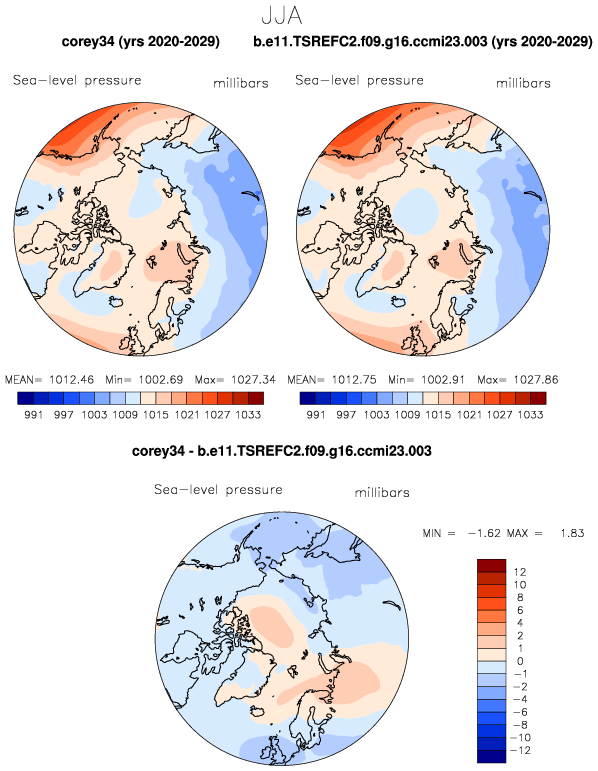 JJA
corey34 (yrs 2020-2029) b.e11.TSREFC2.f09.g16.ccmi23.003 (yrs 2020-2029)
Sea-level pressure millibars Sea-level pressure millibars
MEAN= 1012.46 Min= 1002.69 Max= 1027.34 MEAN= 1012.75 Min= 1002.91 Max= 1027.86
991 997 1003 1009 1015 1021 1027 1033 991 997 1003 1009 1015 1021 1027 1033
corey34 - b.e11.TSREFC2.f09.g16.ccmi23.003
Sea-level pressure millibars
MIN = -1.62 MAX = 1.83
12
10
8
6
4
2
1
0
-1
-2
-4
-6
-8
-10
-12